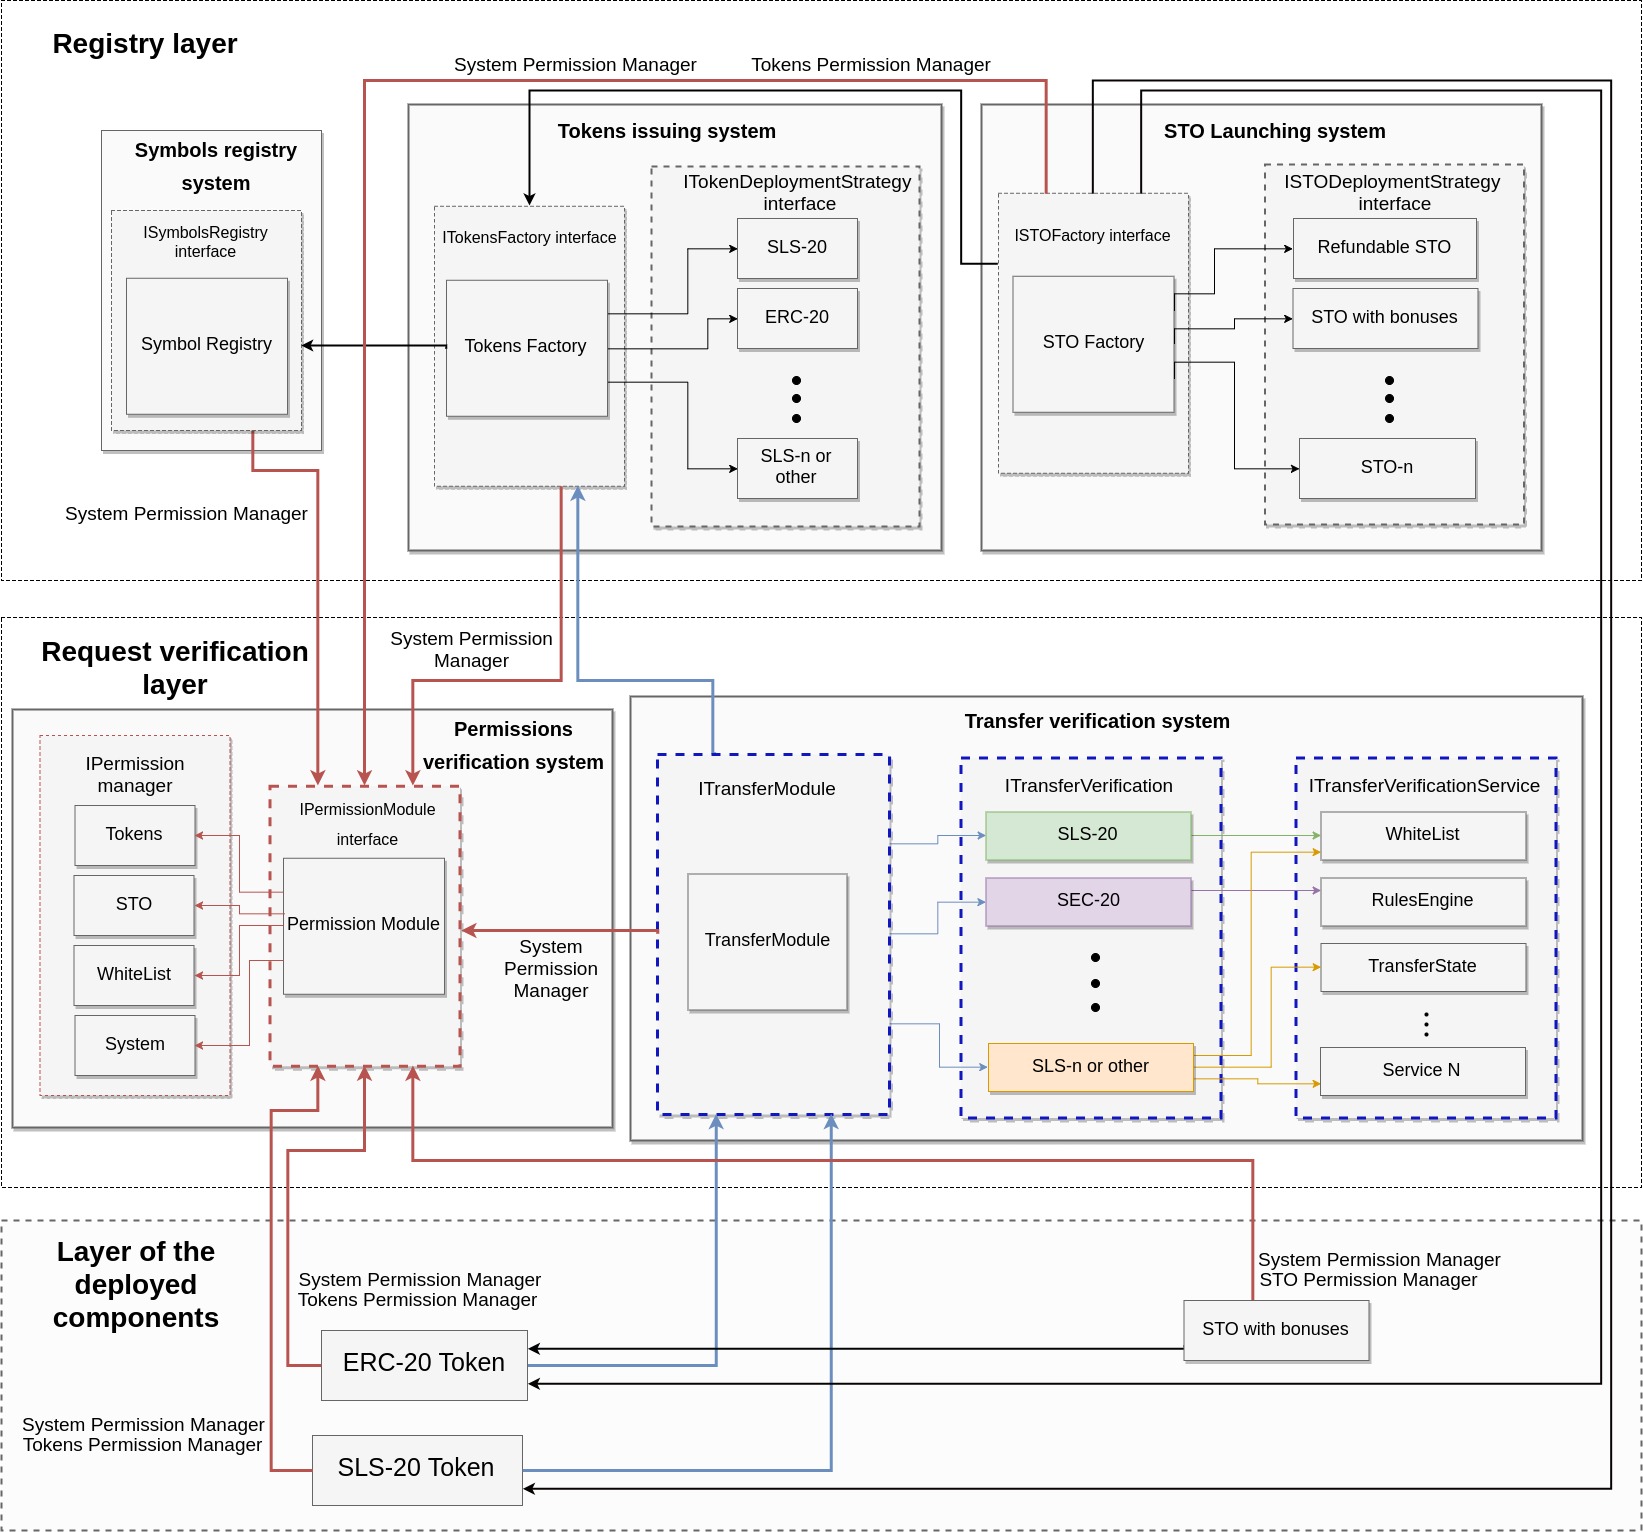 Registry layer
System Permission Manager
Tokens Permission Manager
Symbols registry
system
ISymbolsRegistry
interface
Symbol Registry
System Permission Manager
Tokens issuing system
ITokensFactory interface
Tokens Factory
ITokenDeploymentStrategy
interface
SLS-20
ERC-20
SLS-n or
other
STO Launching system
ISTOFactory interface
STO Factory
ISTODeploymentStrategy
interface
Refundable STO
STO with bonuses
STO-n
Request verification
layer
System Permission
Manager
Permissions
verification system
IPermission
manager
Tokens
STO
WhiteList
System
IPermissionModule
interface
Permission Module
System
Permission
Manager
Transfer verification system
ITransferModule
TransferModule
ITransferVerification
SLS-20
SEC-20
SLS-n or other
ITransferVerificationService
WhiteList
RulesEngine
TransferState
Service N
Layer of the
deployed
components
System Permission Manager
Tokens Permission Manager
System Permission Manager
STO Permission Manager
STO with bonuses
ERC-20 Token
System Permission Manager
Tokens Permission Manager
SLS-20 Token